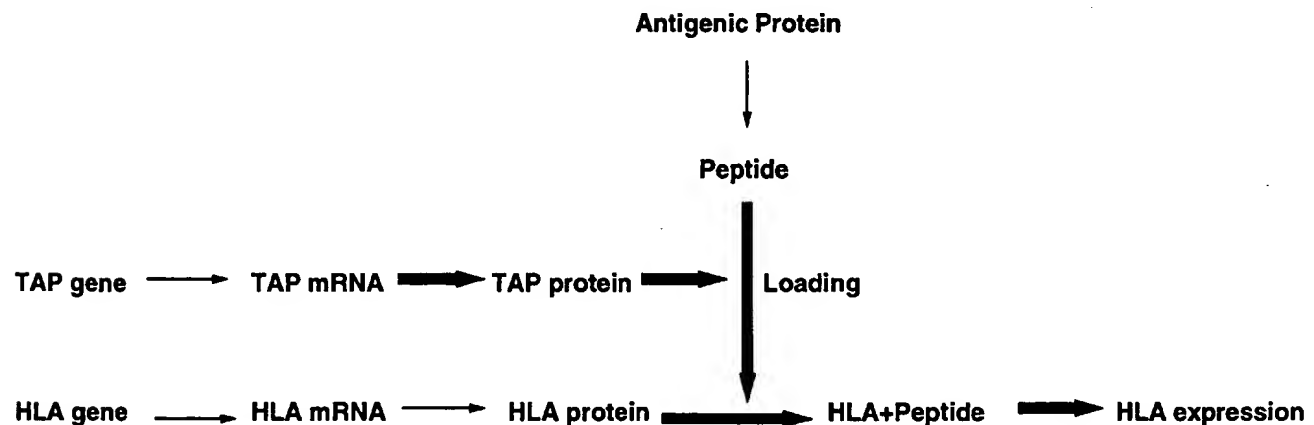 Antigenic Protein
Peptide
TAP gene TAP mRNA TAP protein Loading
HLA gene HLA mRNA HLA protein HLA+Peptide HLA expression